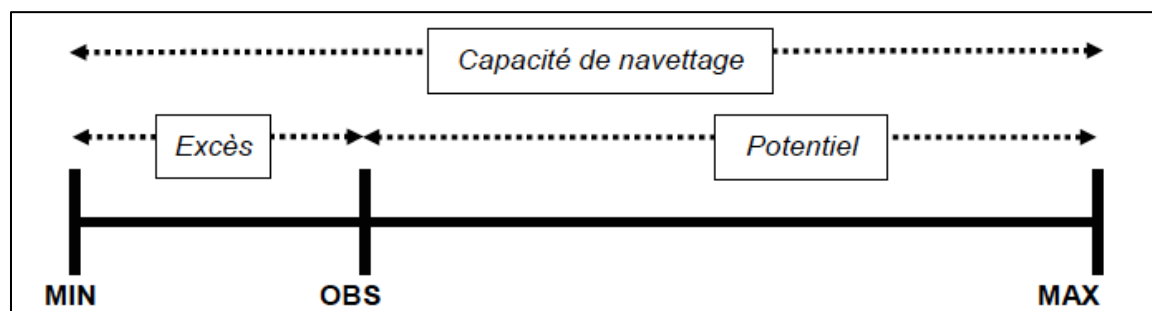 Capacité de navettage
Excès
Potentiel
MIN
OBS
MAX